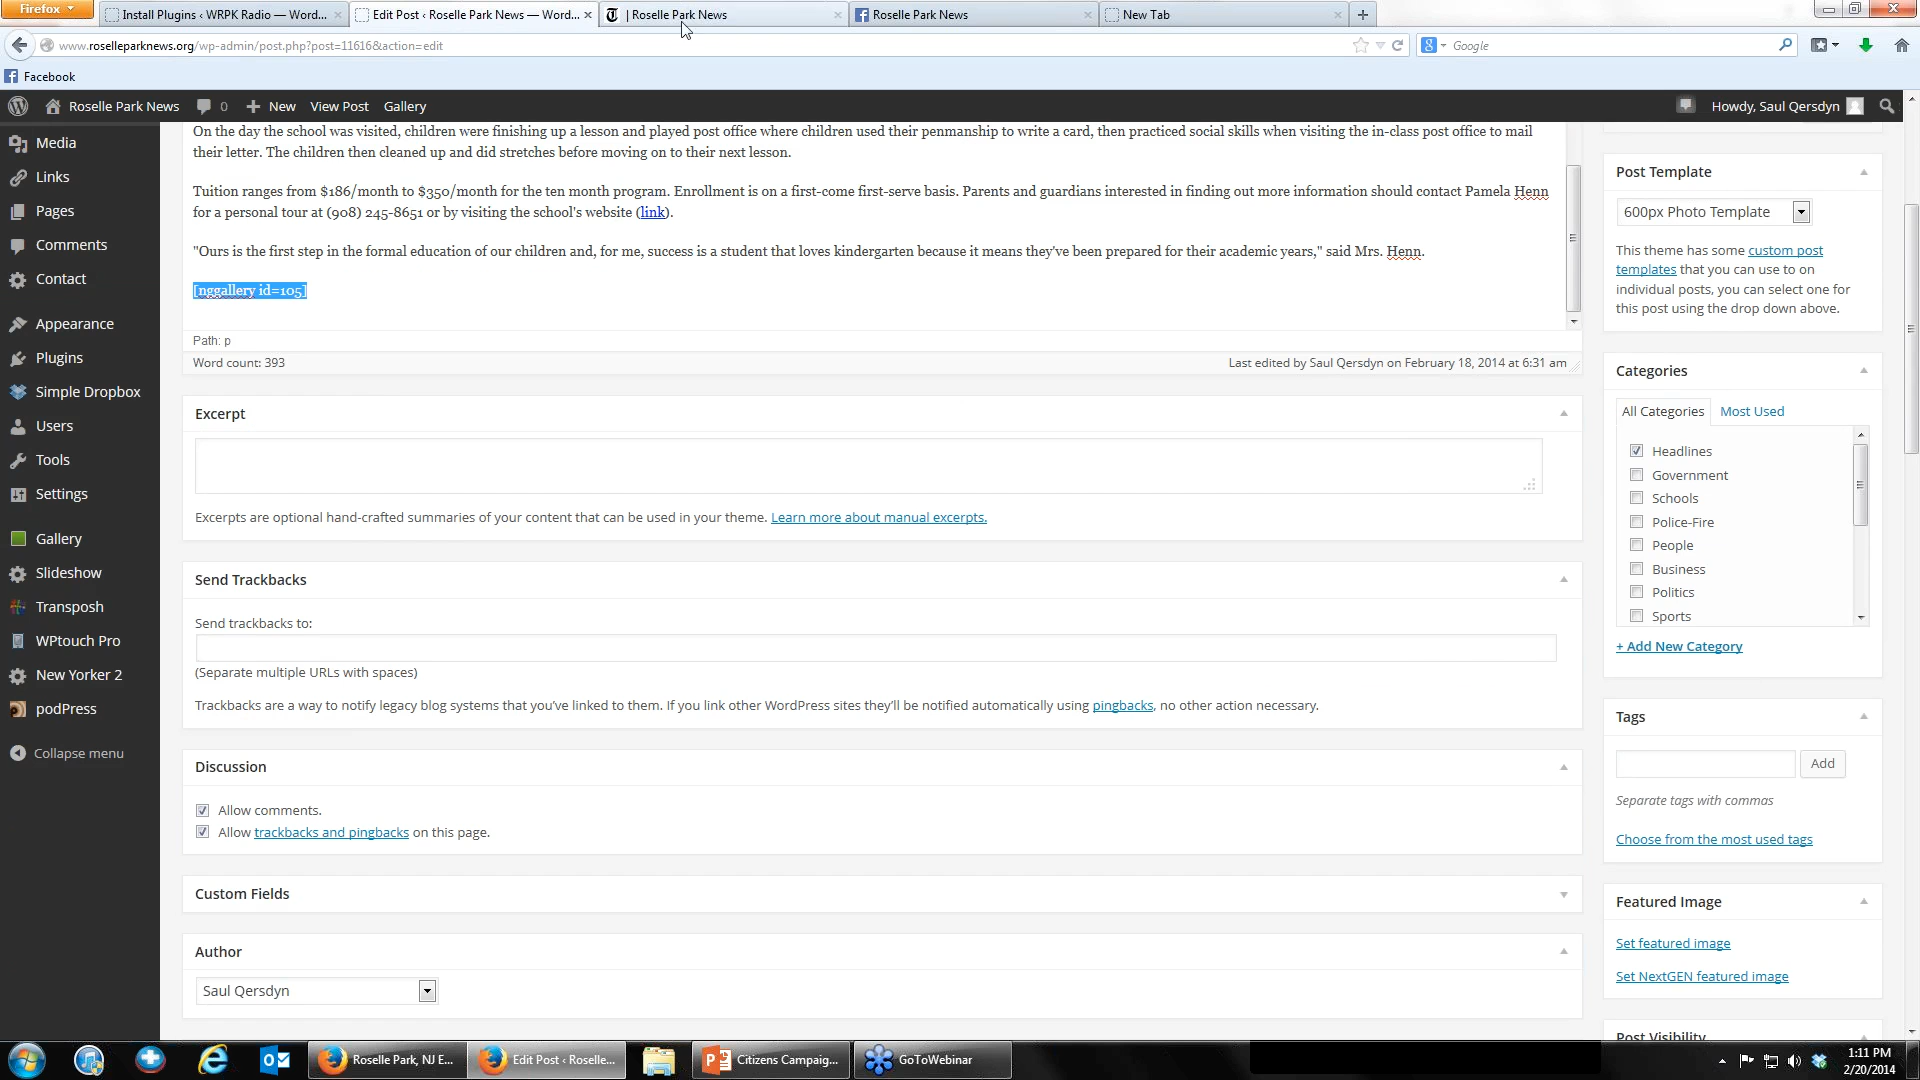 Firefox
Install Plugins ‹ WRPK Radio — Word...
Edit Post ‹ Roselle Park News — Word...
| Roselle Park News
Roselle Park News
New Tab
www.roselleparknews.org/wp-admin/post.php?post=11616&action=edit
Google
Facebook
Roselle Park News
0
New
View Post
Gallery
Howdy, Saul Qersdyn
Media
Links
Pages
Comments
Contact
Appearance
Plugins
Simple Dropbox
Users
Tools
Settings
Gallery
Slideshow
Transposh
WPtouch Pro
New Yorker 2
podPress
Collapse menu
On the day the school was visited, children were finishing up a lesson and played post office where children used their penmanship to write a card, then practiced social skills when visiting the in-class post office to mail
their letter. The children then cleaned up and did stretches before moving on to their next lesson.
Tuition ranges from $186/month to $350/month for the ten month program. Enrollment is on a first-come first-serve basis. Parents and guardians interested in finding out more information should contact Pamela Henn
for a personal tour at (908) 245-8651 or by visiting the school's website (link).
"Ours is the first step in the formal education of our children and, for me, success is a student that loves kindergarten because it means they've been prepared for their academic years," said Mrs. Henn.
[nggallery id=105]
Path: p
Word count: 393
Last edited by Saul Qersdyn on February 18, 2014 at 6:31 am
Excerpt
Excerpts are optional hand-crafted summaries of your content that can be used in your theme. Learn more about manual excerpts.
Send Trackbacks
Send trackbacks to:
(Separate multiple URLs with spaces)
Trackbacks are a way to notify legacy blog systems that you've linked to them. If you link other WordPress sites they'll be notified automatically using pingbacks, no other action necessary.
Discussion
Allow comments.
Allow trackbacks and pingbacks on this page.
Custom Fields
Author
Saul Qersdyn
Post Template
600px Photo Template
This theme has some custom post
templates that you can use to on
individual posts, you can select one for
this post using the drop down above.
Categories
All Categories
Most Used
Headlines
Government
Schools
Police-Fire
People
Business
Politics
Sports
+ Add New Category
Tags
Add
Separate tags with commas
Choose from the most used tags
Featured Image
Set featured image
Set NextGEN featured image
Post Visibility
Roselle Park, NJ E...
Edit Post ‹ Roselle...
Citizens Campaig...
GoToWebinar
1:11 PM
2/20/2014